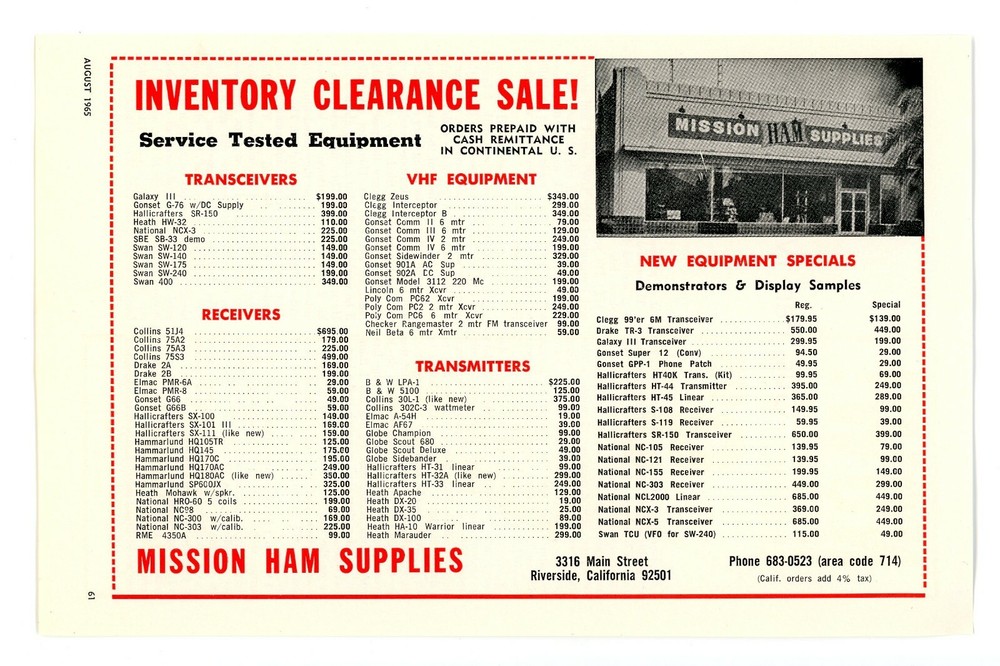 AUGUST 1965
INVENTORY CLEARANCE SALE!
Service Tested Equipment
ORDERS PREPAID WITH
CASH REMITTANCE
IN CONTINENTAL U. S.
MISSION HAM SUPPLIES
TRANSCEIVERS
Galaxy III $199.00
Gonset G-76 w/DC Supply 199.00
Hallicrafters SR-150 399.00
Heath HW-32 110.00
National NCX-3 225.00
SBE SB-33 demo 225.00
Swan SW-120 149.00
Swan SW-140 149.00
Swan SW-175 149.00
Swan SW-240 199.00
Swan 400 349.00
RECEIVERS
Collins 51J4 $695.00
Collins 75A2 179.00
Collins 75A3 225.00
Collins 75S3 499.00
Drake 2A 169.00
Drake 2B 199.00
Elmac PMR-6A 29.00
Elmac PMR-8 59.00
Gonset G66 49.00
Gonset G66B 59.00
Hallicrafters SX-100 149.00
Hallicrafters SX-101 III 169.00
Hallicrafters SX-111 (like new) 159.00
Hammarlund HQ105TR 125.00
Hammarlund HQ145 175.00
Hammarlund HQ170C 195.00
Hammarlund HQ170AC 249.00
Hammarlund HQ180AC (like new) 350.00
Hammarlund SP600JX 325.00
Heath Mohawk w/spkr. 125.00
National HRO-60 5 coils 199.00
National NC98 69.00
National NC-300 w/calib. 169.00
National NC-303 w/calib. 225.00
RME 4350A 99.00
VHF EQUIPMENT
Clegg Zeus $349.00
Clegg Interceptor 299.00
Clegg Interceptor B 349.00
Gonset Comm II 6 mtr 79.00
Gonset Comm III 6 mtr 129.00
Gonset Comm IV 2 mtr 249.00
Gonset Comm IV 6 mtr 199.00
Gonset Sidewinder 2 mtr 329.00
Gonset 901A AC Sup 39.00
Gonset 902A DC Sup 49.00
Gonset Model 3112 220 Mc 199.00
Lincoln 6 mtr Xcvr 49.00
Poly Com PC62 Xcvr 199.00
Poly Com PC2 2 mtr Xcvr 249.00
Poly Com PC6 6 mtr Xcvr 229.00
Checker Rangemaster 2 mtr FM transceiver 99.00
Neil Beta 6 mtr Xmtr 59.00
TRANSMITTERS
B & W LPA-1 $225.00
B & W 5100 125.00
Collins 30L-1 (like new) 375.00
Collins 302C-3 wattmeter 99.00
Elmac A-54H 19.00
Elmac AF67 39.00
Globe Champion 99.00
Globe Scout 680 29.00
Globe Scout Deluxe 49.00
Globe Sidebander 39.00
Hallicrafters HT-31 linear 99.00
Hallicrafters HT-32A (like new) 299.00
Hallicrafters HT-33 linear 249.00
Heath Apache 129.00
Heath DX-20 19.00
Heath DX-35 25.00
Heath DX-100 89.00
Heath HA-10 Warrior linear 199.00
Heath Marauder 299.00
NEW EQUIPMENT SPECIALS
Demonstrators & Display Samples
Reg. Special
Clegg 99'er 6M Transceiver $179.95 $139.00
Drake TR-3 Transceiver 550.00 449.00
Galaxy III Transceiver 299.95 199.00
Gonset Super 12 (Conv) 94.50 29.00
Gonset GPP-1 Phone Patch 49.95 29.00
Hallicrafters HT40K Trans. (Kit) 99.95 69.00
Hallicrafters HT-44 Transmitter 395.00 249.00
Hallicrafters HT-45 Linear 365.00 289.00
Hallicrafters S-108 Receiver 149.95 99.00
Hallicrafters S-119 Receiver 59.95 39.00
Hallicrafters SR-150 Transceiver 650.00 399.00
National NC-105 Receiver 139.95 79.00
National NC-121 Receiver 139.95 99.00
National NC-155 Receiver 199.95 149.00
National NC-303 Receiver 449.00 299.00
National NCL2000 Linear 685.00 449.00
National NCX-3 Transceiver 369.00 249.00
National NCX-5 Transceiver 685.00 449.00
Swan TCU (VFO for SW-240) 115.00 49.00
MISSION HAM SUPPLIES
3316 Main Street
Riverside, California 92501
Phone 683-0523 (area code 714)
(Calif. orders add 4% tax)
61